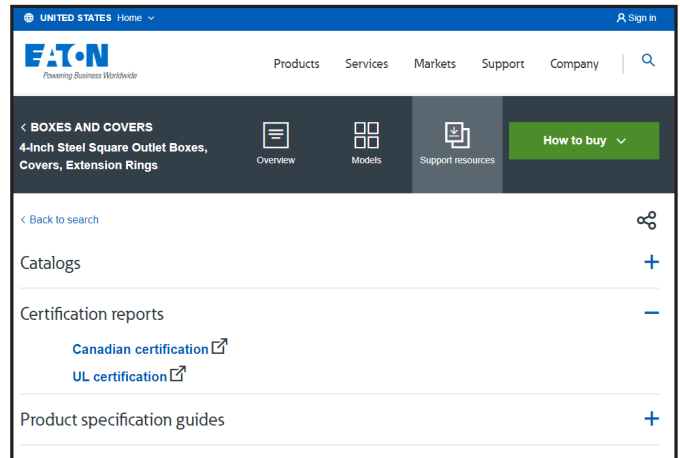 UNITED STATES Home
Sign in
EATON
Powering Business Worldwide
Products Services Markets Support Company
< BOXES AND COVERS
4-Inch Steel Square Outlet Boxes,
Covers, Extension Rings
Overview
Models
Support resources
How to buy
< Back to search
Catalogs
Certification reports
Canadian certification
UL certification
Product specification guides